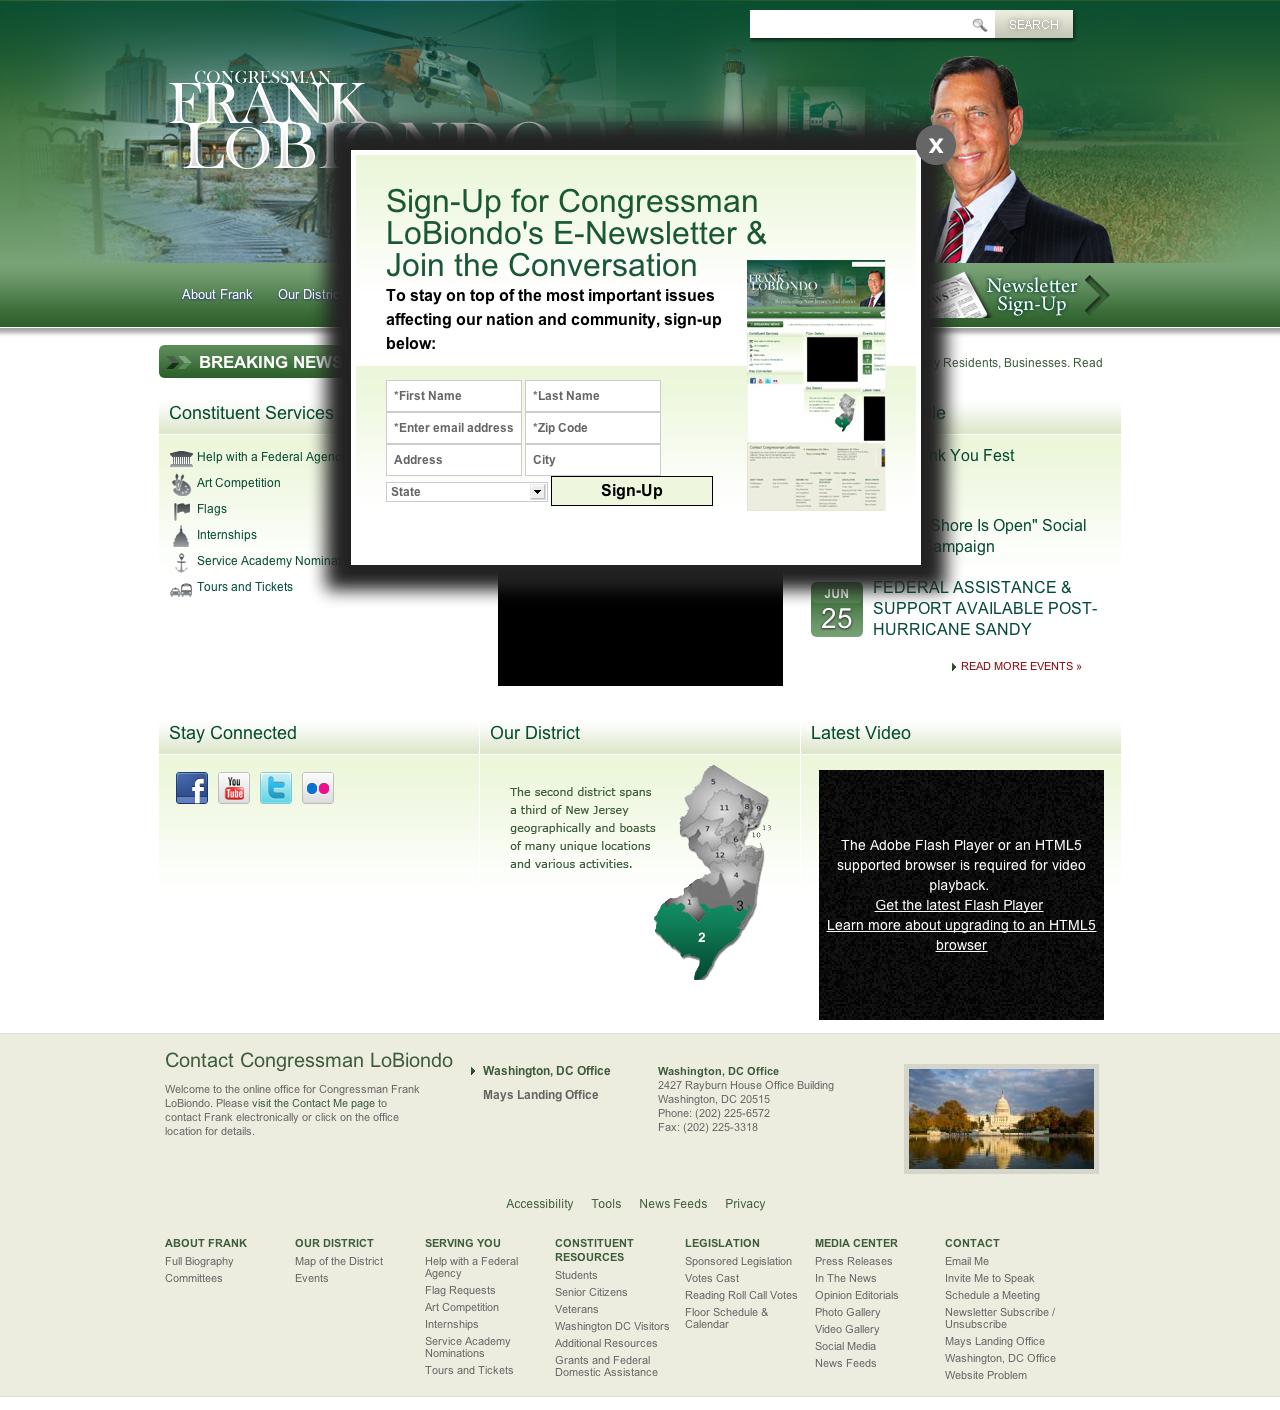 SEARCH
CONGRESSMAN
FRANK
LOBIONDO
x
Sign-Up for Congressman
LoBiondo's E-Newsletter &
Join the Conversation
To stay on top of the most important issues
affecting our nation and community, sign-up
below:
*First Name
*Last Name
*Enter email address
*Zip Code
Address
City
State
Sign-Up
FRANK
LOBIONDO
About Frank
Our Distric
Newsletter
Sign-Up
BREAKING NEWS
Residents, Businesses. Read
Constituent Services
Help with a Federal Agen
Art Competition
Flags
Internships
Service Academy Nomina
Tours and Tickets
k You Fest
Shore Is Open" Social
ampaign
JUN
25
FEDERAL ASSISTANCE &
SUPPORT AVAILABLE POST-
HURRICANE SANDY
READ MORE EVENTS »
Stay Connected
f
You
Tube
t
Our District
The second district spans
a third of New Jersey
geographically and boasts
of many unique locations
and various activities.
5
11
8
9
7
13
6
10
12
4
1
3
2
Latest Video
The Adobe Flash Player or an HTML5
supported browser is required for video
playback.
Get the latest Flash Player
Learn more about upgrading to an HTML5
browser
Contact Congressman LoBiondo
Welcome to the online office for Congressman Frank
LoBiondo. Please visit the Contact Me page to
contact Frank electronically or click on the office
location for details.
Washington, DC Office
Mays Landing Office
Washington, DC Office
2427 Rayburn House Office Building
Washington, DC 20515
Phone: (202) 225-6572
Fax: (202) 225-3318
Accessibility Tools News Feeds Privacy
ABOUT FRANK
Full Biography
Committees
OUR DISTRICT
Map of the District
Events
SERVING YOU
Help with a Federal
Agency
Flag Requests
Art Competition
Internships
Service Academy
Nominations
Tours and Tickets
CONSTITUENT
RESOURCES
Students
Senior Citizens
Veterans
Washington DC Visitors
Additional Resources
Grants and Federal
Domestic Assistance
LEGISLATION
Sponsored Legislation
Votes Cast
Reading Roll Call Votes
Floor Schedule &
Calendar
MEDIA CENTER
Press Releases
In The News
Opinion Editorials
Photo Gallery
Video Gallery
Social Media
News Feeds
CONTACT
Email Me
Invite Me to Speak
Schedule a Meeting
Newsletter Subscribe /
Unsubscribe
Mays Landing Office
Washington, DC Office
Website Problem